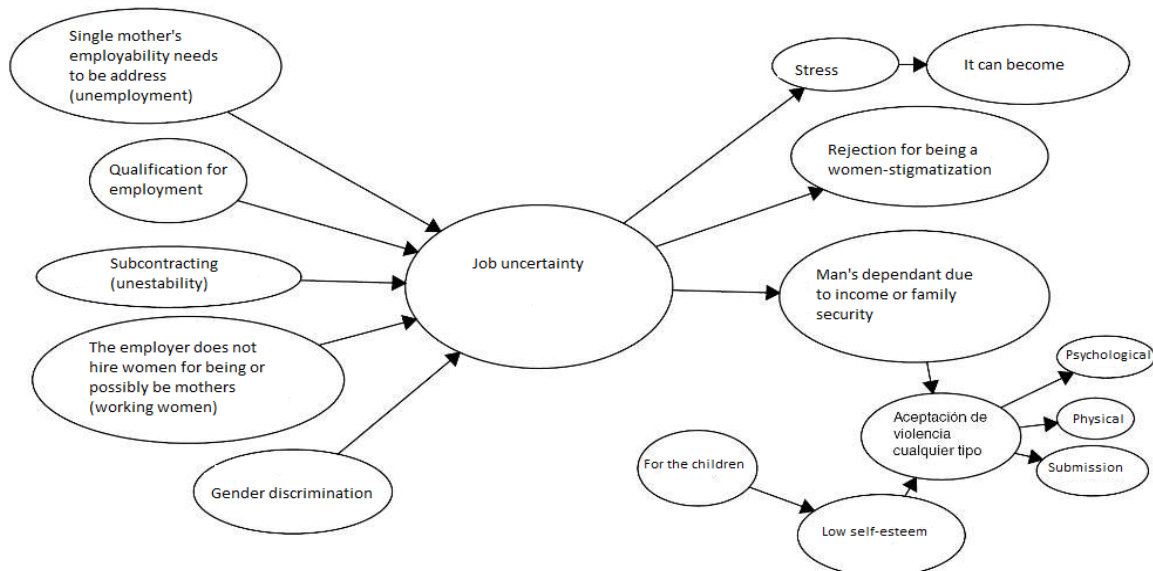 Single mother's
employability needs
to be address
(unemployment)
Qualification for
employment
Subcontracting
(unestability)
The employer does not
hire women for being or
possibly be mothers
(working women)
Gender discrimination
Job uncertainty
Stress
It can become
Rejection for being a
women-stigmatization
Man's dependant due
to income or family
security
Psychological
Aceptación de
violencia
cualquier tipo
Physical
Submission
For the children
Low self-esteem